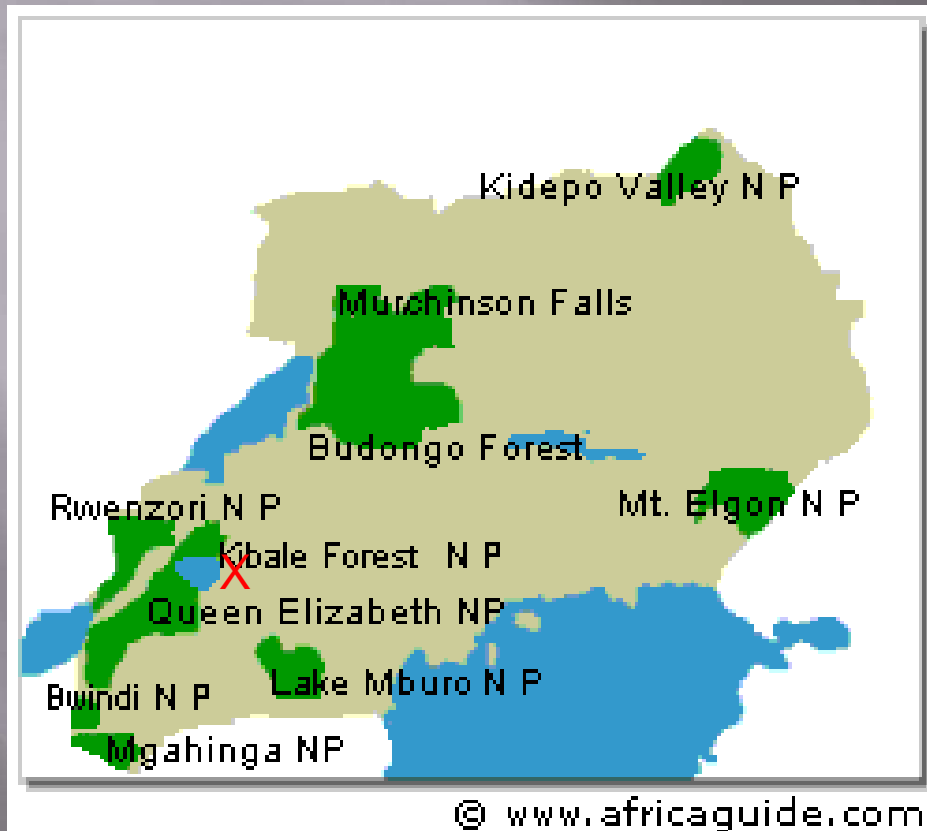 Kidepo Valley N P
Murchinson Falls
Budongo Forest
Rwenzori N P
Mt. Elgon N P
Kibale Forest N P
X
Queen Elizabeth NP
Lake Mburo N P
Bwindi N P
Mgahinga NP
© www.africaguide.com